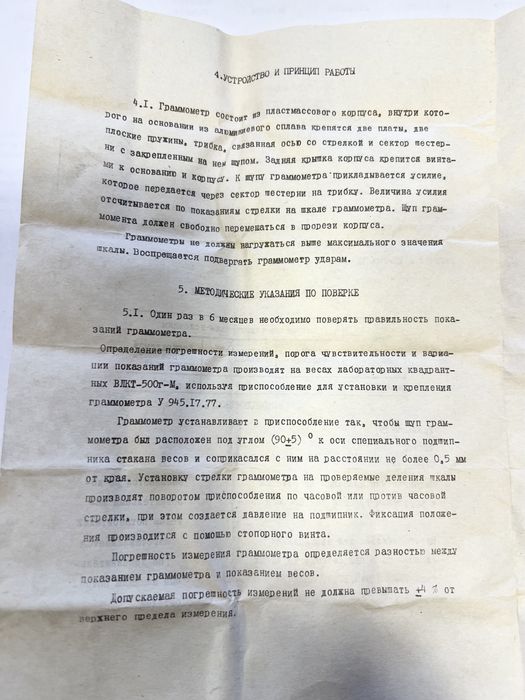 4.УСТРОЙСТВО И ПРИНЦИП РАБОТЫ
4.I. Граммометр состоит из пластмассового корпуса, внутри кото-
рого на основании из алюминиевого сплава крепятся две платы, две
плоские пружины, трибка, связанная осью со стрелкой и сектор шестер-
ни с закрепленным на нем щупом. Задняя крышка корпуса крепится винта-
ми к основанию и корпусу. К щупу граммометра прикладывается усилие,
которое передается через сектор шестерни на трибку. Величина усилия
отсчитывается по показаниям стрелки на шкале граммометра. Щуп грам-
момента должен свободно перемещаться в прорези корпуса.
Граммометры не должны нагружаться выше максимального значения
шкалы. Воспрещается подвергать граммометр ударам.
5. МЕТОДИЧЕСКИЕ УКАЗАНИЯ ПО ПОВЕРКЕ
5.I. Один раз в 6 месяцев необходимо поверять правильность пока-
заний граммометра.
Определение погрешности измерений, порога чувствительности и вариа-
ции показаний граммометра производят на весах лабораторных квадрант-
ных ВЛКТ-500г-М, используя приспособление для установки и крепления
граммометра У 945.I7.77.
Граммометр устанавливают в приспособление так, чтобы щуп грам-
мометра был расположен под углом (90±5) ° к оси специального подшип-
ника стакана весов и соприкасался с ним на расстоянии не более 0,5 мм
от края. Установку стрелки граммометра на проверяемые деления шкалы
производят поворотом приспособления по часовой или против часовой
стрелки, при этом создается давление на подшипник. Фиксация положе-
ния производится с помощью стопорного винта.
Погрешность измерения граммометра определяется разностью между
показанием граммометра и показанием весов.
Допускаемая погрешность измерений не должна превышать ±4 % от
верхнего предела измерения.